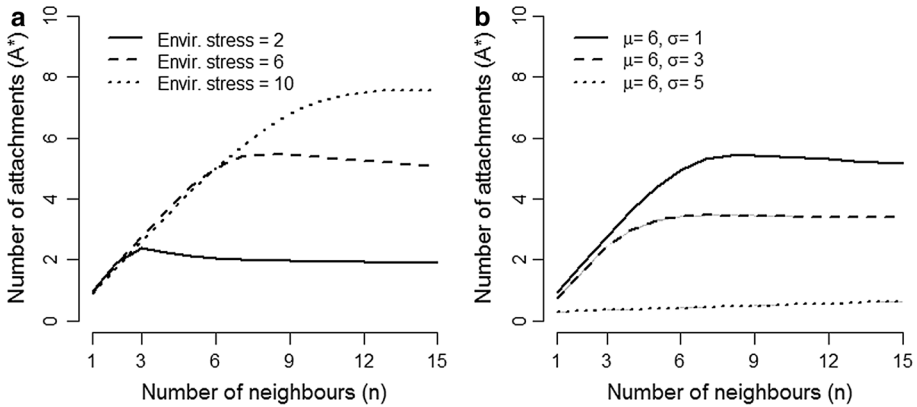 a
Envir. stress = 2
Envir. stress = 6
Envir. stress = 10
Number of attachments (A*)
0
2
4
6
8
10
1
3
6
9
12
15
Number of neighbours (n)
b
μ= 6, σ= 1
μ= 6, σ= 3
μ= 6, σ= 5
Number of attachments (A*)
0
2
4
6
8
10
1
3
6
9
12
15
Number of neighbours (n)